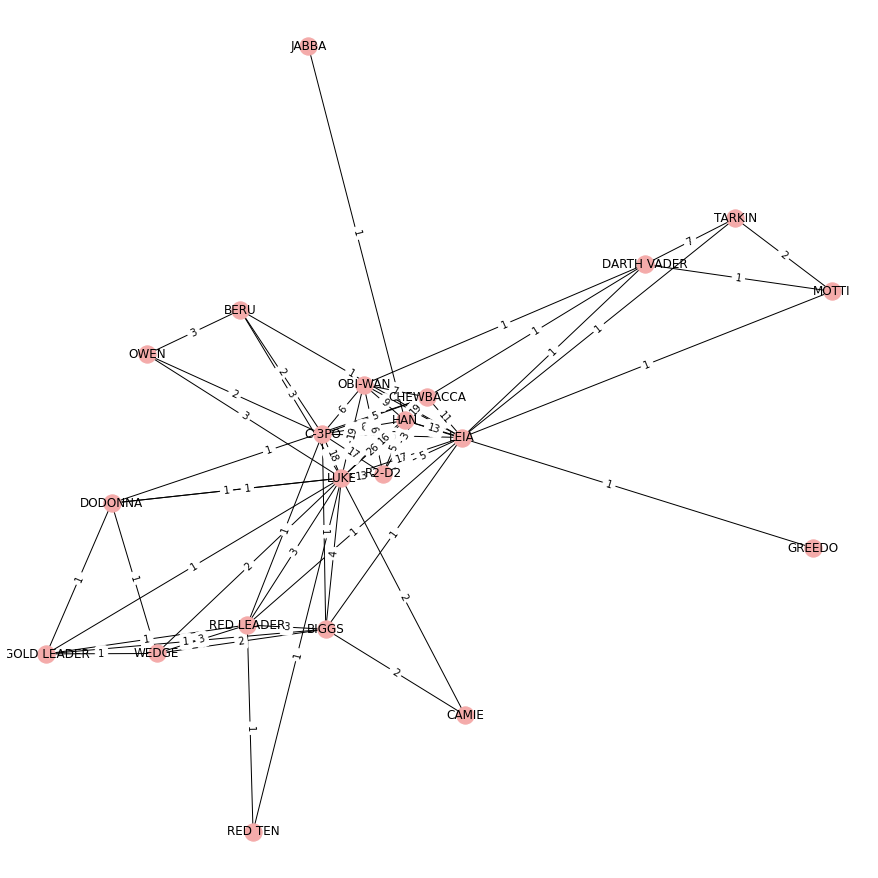 JABBA
1
TARKIN
7
DARTH VADER
2
1
MOTTI
BERU
3
1
1
1
OWEN
1
2
3
2
3
1
OBI-WAN
7
CHEWBACCA
9
19
11
6
5
HAN
13
C-3PO
19
6
16
3
LEIA
1
26
5
18
17
17
5
LUKE
13
R2-D2
1
1
1
DODONNA
1
GREEDO
1
1
1
1
3
4
1
1
1
2
2
RED LEADER
3
BIGGS
1
1
3
2
GOLD LEADER
1
WEDGE
1
2
CAMIE
1
RED TEN